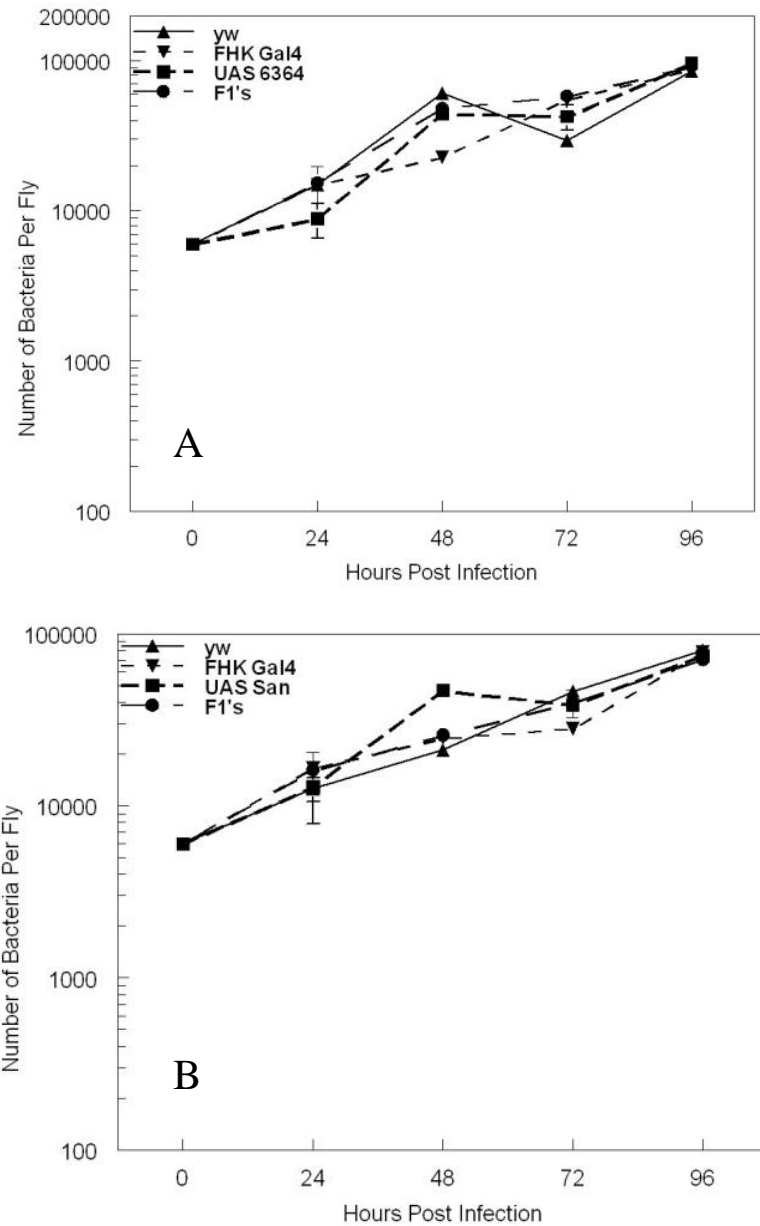 200000
100000
10000
1000
100
Number of Bacteria Per Fly
yw
FHK Gal4
UAS 6364
F1's
A
0 24 48 72 96
Hours Post Infection
100000
10000
1000
100
Number of Bacteria Per Fly
yw
FHK Gal4
UAS San
F1's
B
0 24 48 72 96
Hours Post Infection